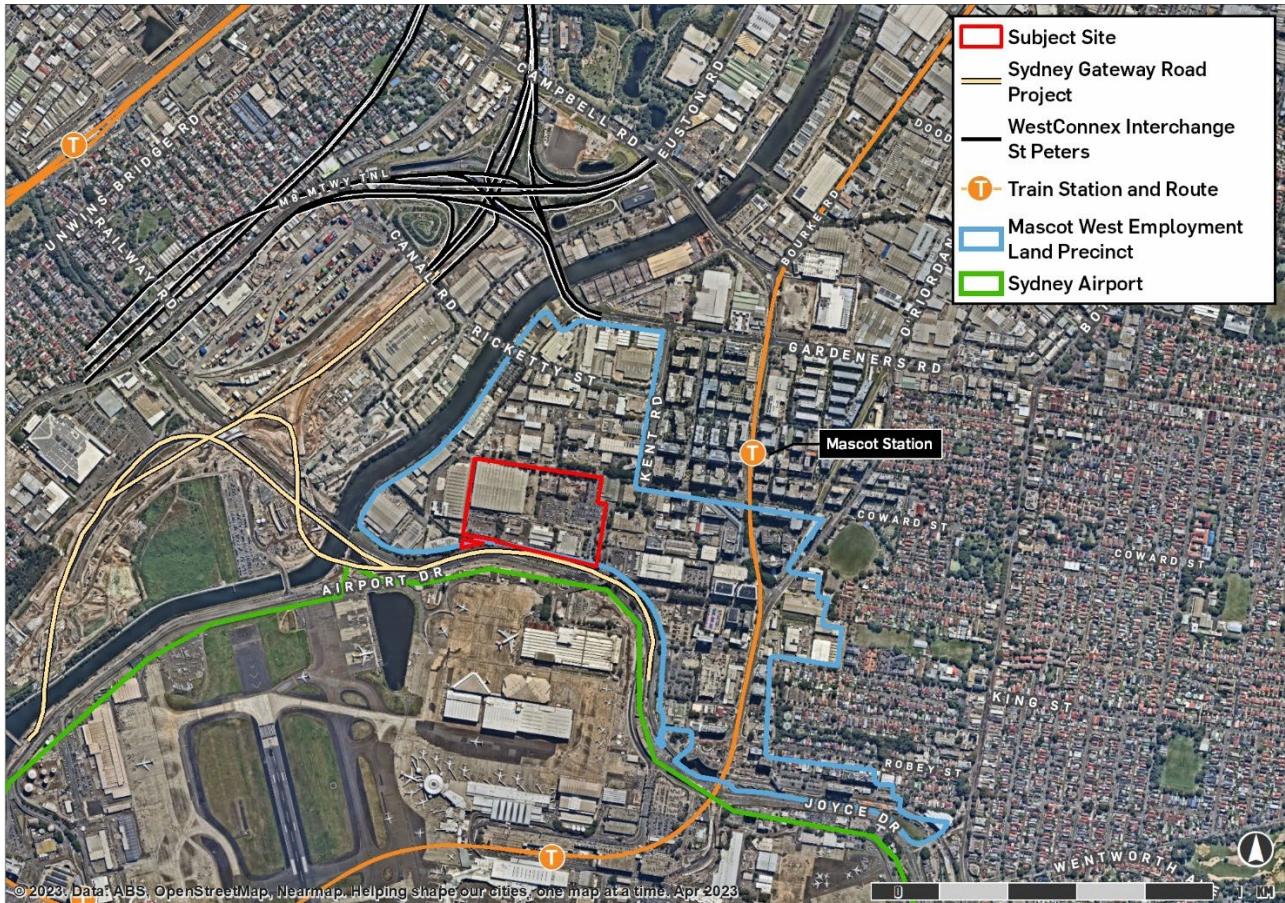 Subject Site
Sydney Gateway Road
Project
WestConnex Interchange
St Peters
T
Train Station and Route
Mascot West Employment
Land Precinct
Sydney Airport
CAMPBELL RD
EUSTON RD
T
UNWINS BRIDGE RD
RAILWAY RD
M8 MTWY TNL
CANAL RD
RICKETTY ST
BOURKE RD
O'RIORDAN
GARDENERS RD
KENT RD
T
Mascot Station
COWARD ST
COWARD ST
AIRPORT DR
KING ST
ROBEY ST
JOYCE DR
T
WENTWORTH AVE
© 2023. Data: ABS, OpenStreetMap, Nearmap. Helping shape our cities, one map at a time. Apr 2023
0
1 KM